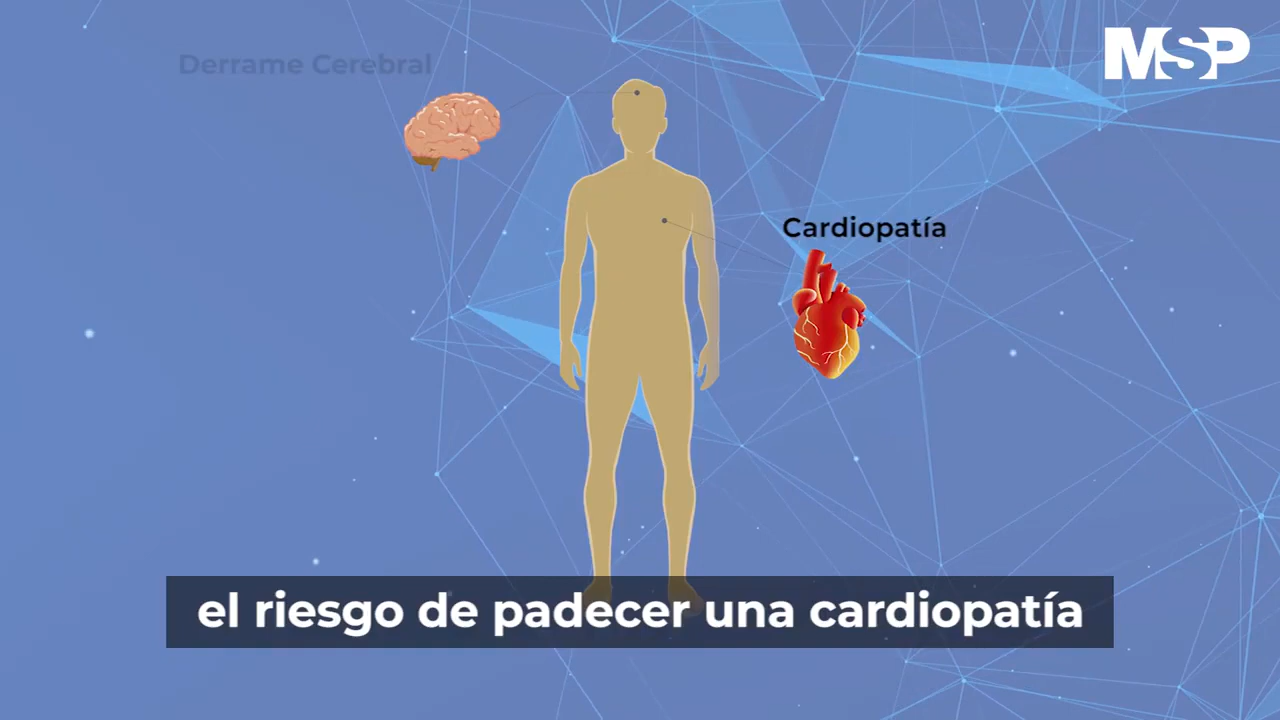 MSP
Derrame Cerebral
Cardiopatía
el riesgo de padecer una cardiopatía